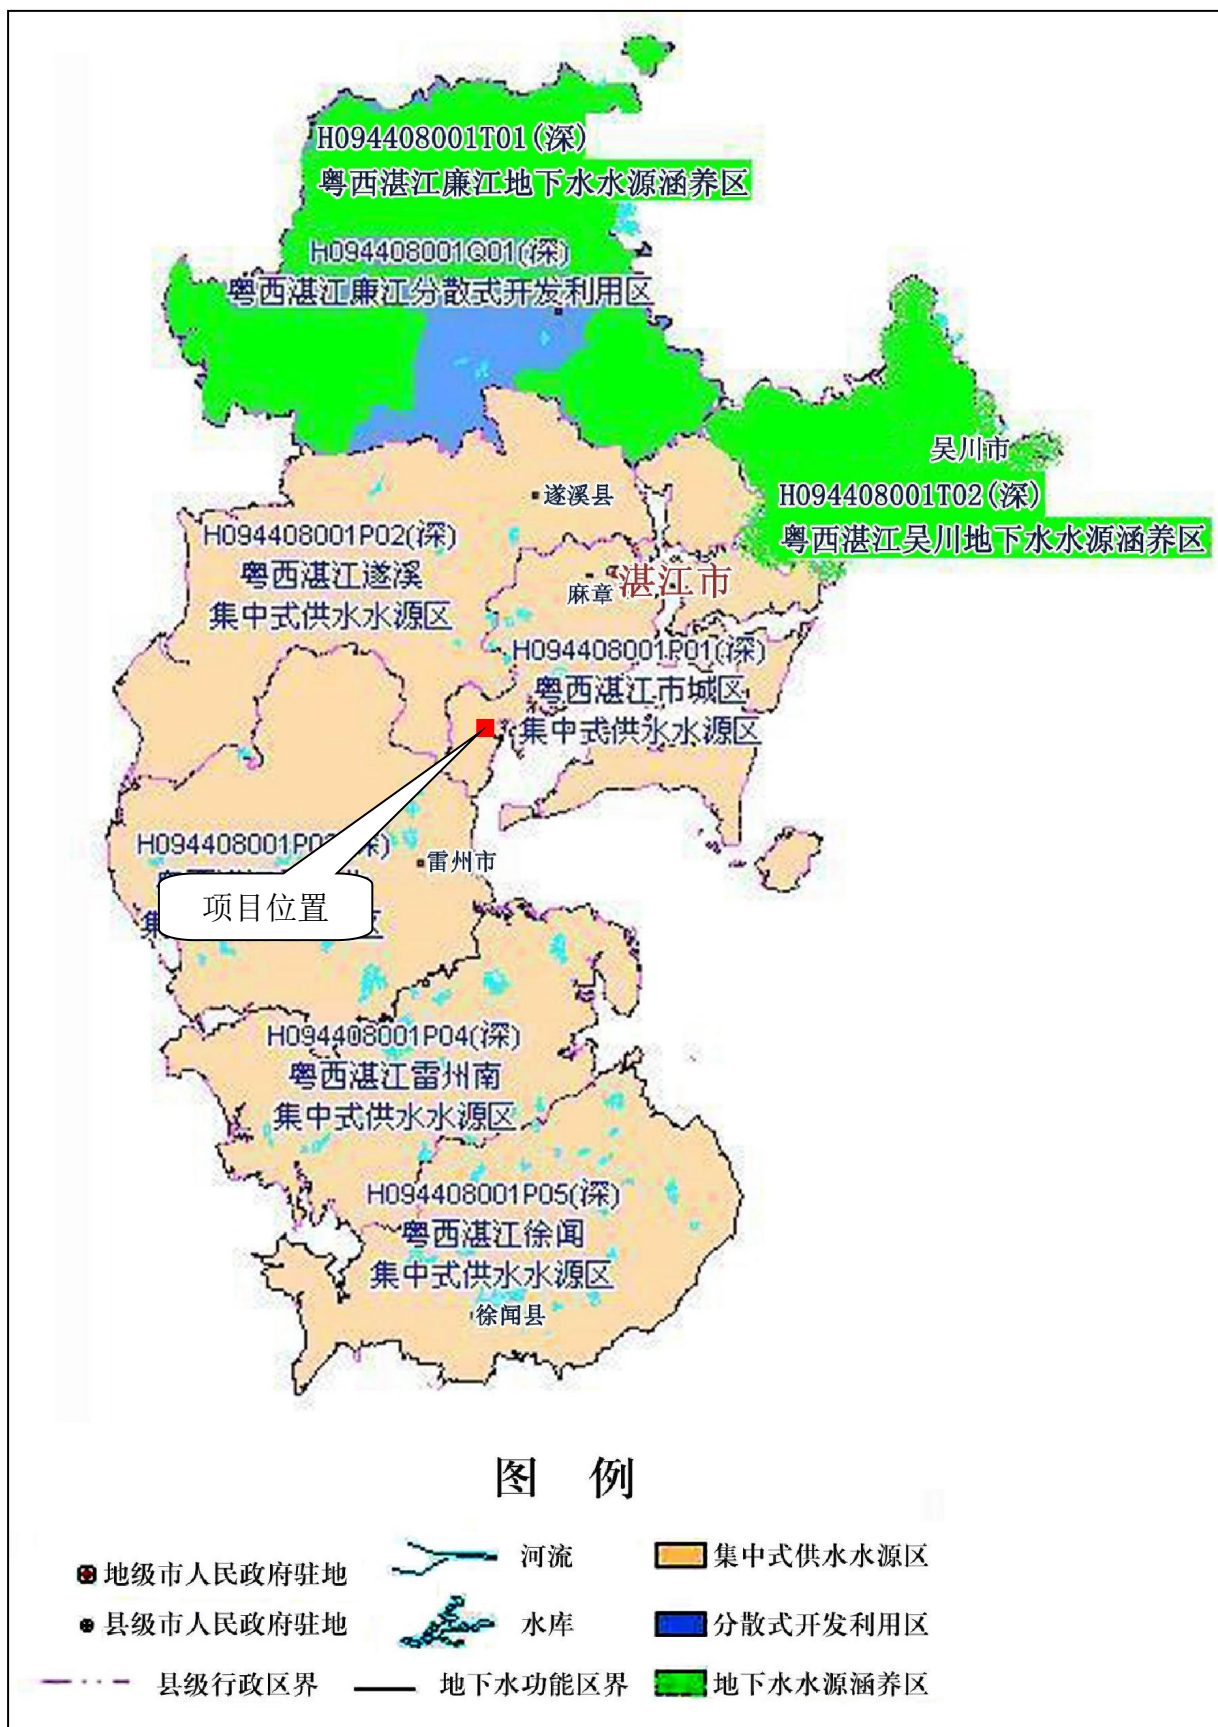 H094408001T01(深)
粤西湛江廉江地下水水源涵养区
H094408001Q01(深)
粤西湛江廉江分散式开发利用区
吴川市
H094408001T02(深)
粤西湛江吴川地下水水源涵养区
遂溪县
H094408001P02(深)
粤西湛江遂溪
集中式供水水源区
麻章
湛江市
H094408001P01(深)
粤西湛江市城区
集中式供水水源区
雷州市
项目位置
H094408001P04(深)
粤西湛江雷州南
集中式供水水源区
H094408001P05(深)
粤西湛江徐闻
集中式供水水源区
徐闻县
图 例
地级市人民政府驻地
河流
集中式供水水源区
县级市人民政府驻地
水库
分散式开发利用区
县级行政区界
地下水功能区界
地下水水源涵养区